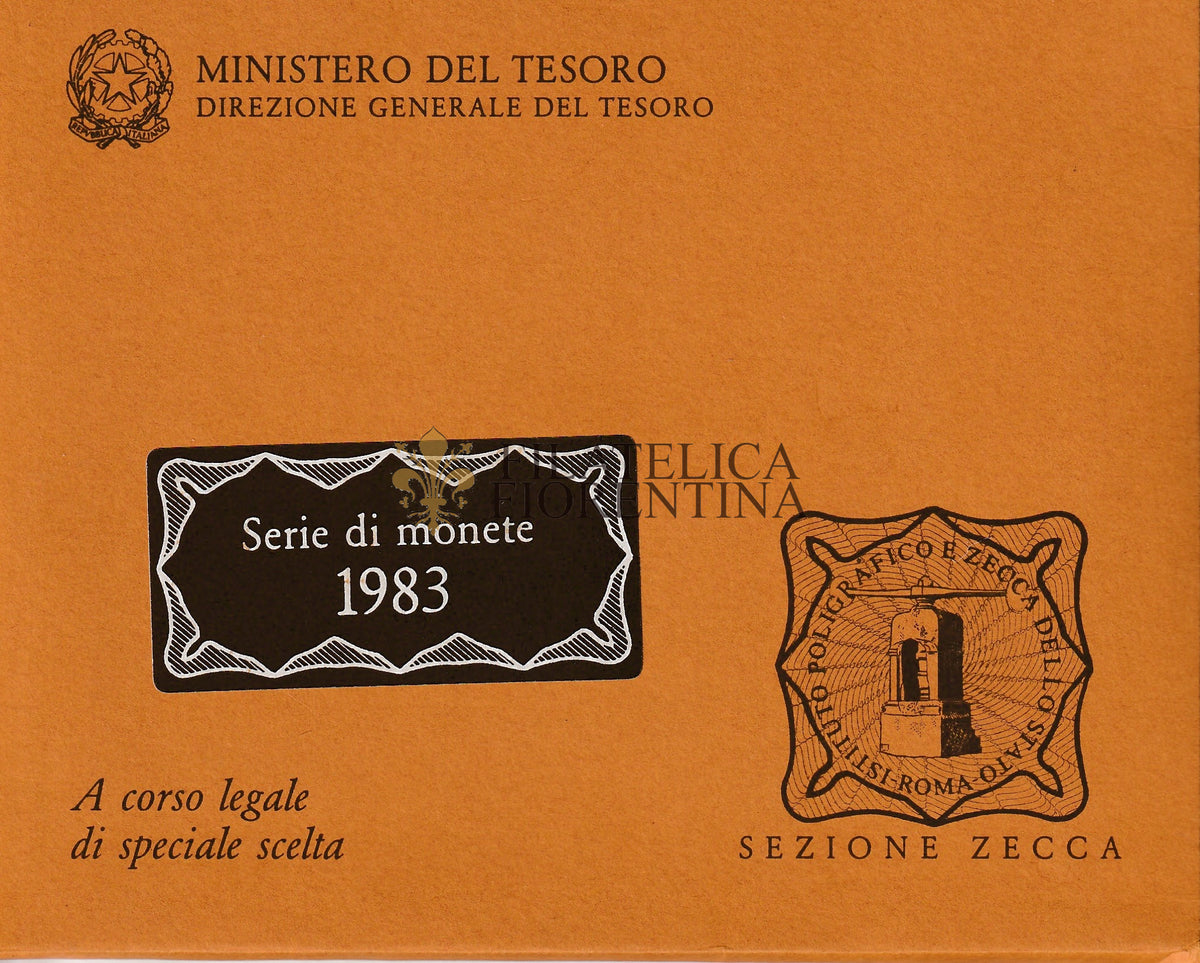 MINISTERO DEL TESORO
DIREZIONE GENERALE DEL TESORO
REPVBBLICA ITALIANA
FILATELICA
FIORENTINA
Serie di monete
1983
ISTITUTO POLIGRAFICO E ZECCA DELLO STATO-ROMA-
SEZIONE ZECCA
A corso legale
di speciale scelta